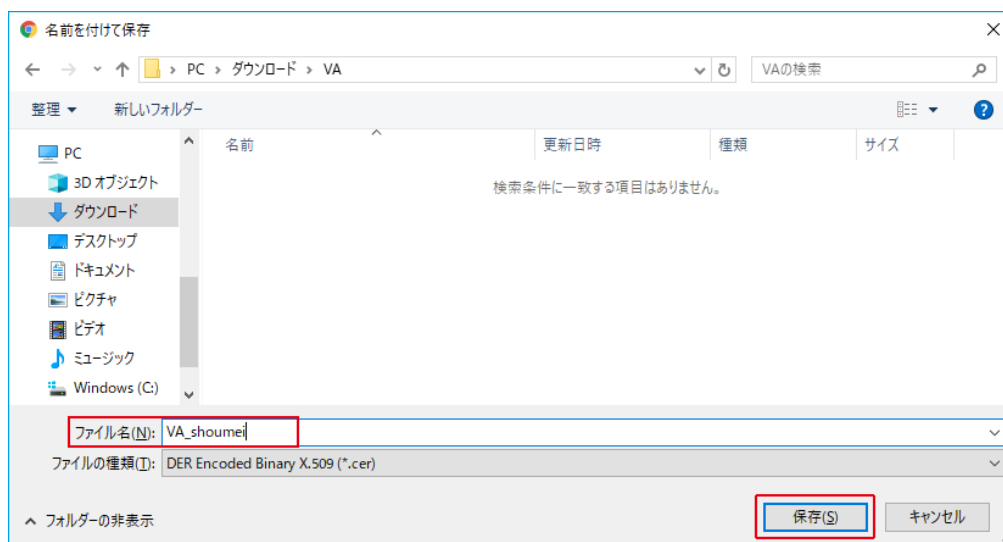 名前を付けて保存
PC › ダウンロード › VA
VAの検索
整理 新しいフォルダー
名前 更新日時 種類 サイズ
検索条件に一致する項目はありません。
PC
3D オブジェクト
ダウンロード
デスクトップ
ドキュメント
ピクチャ
ビデオ
ミュージック
Windows (C:)
ファイル名(N): VA_shoumei
ファイルの種類(T): DER Encoded Binary X.509 (*.cer)
フォルダーの非表示 保存(S) キャンセル